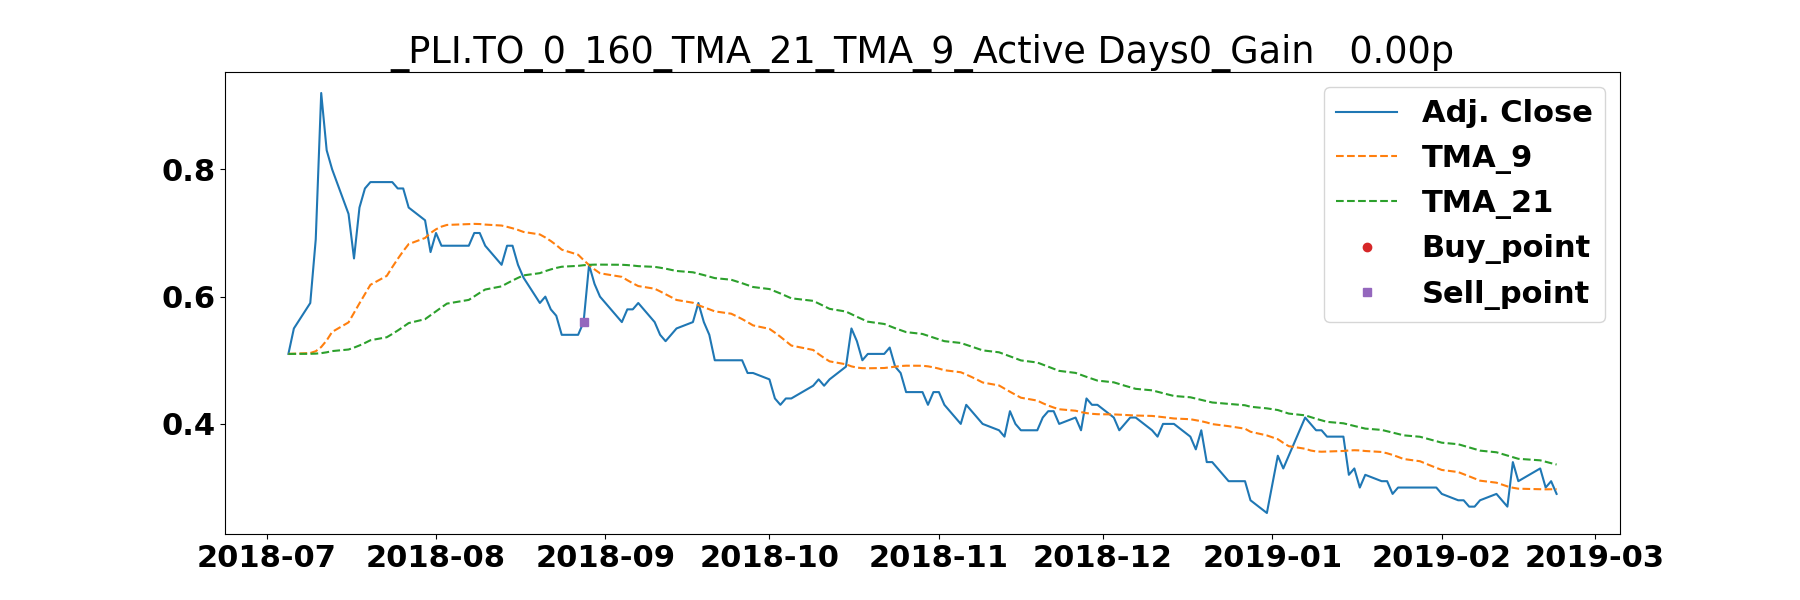 _PLI.TO_0_160_TMA_21_TMA_9_Active Days0_Gain   0.00p
Adj. Close
TMA_9
TMA_21
Buy_point
Sell_point
0.8
0.6
0.4
2018-07 2018-08 2018-09 2018-10 2018-11 2018-12 2019-01 2019-02 2019-03